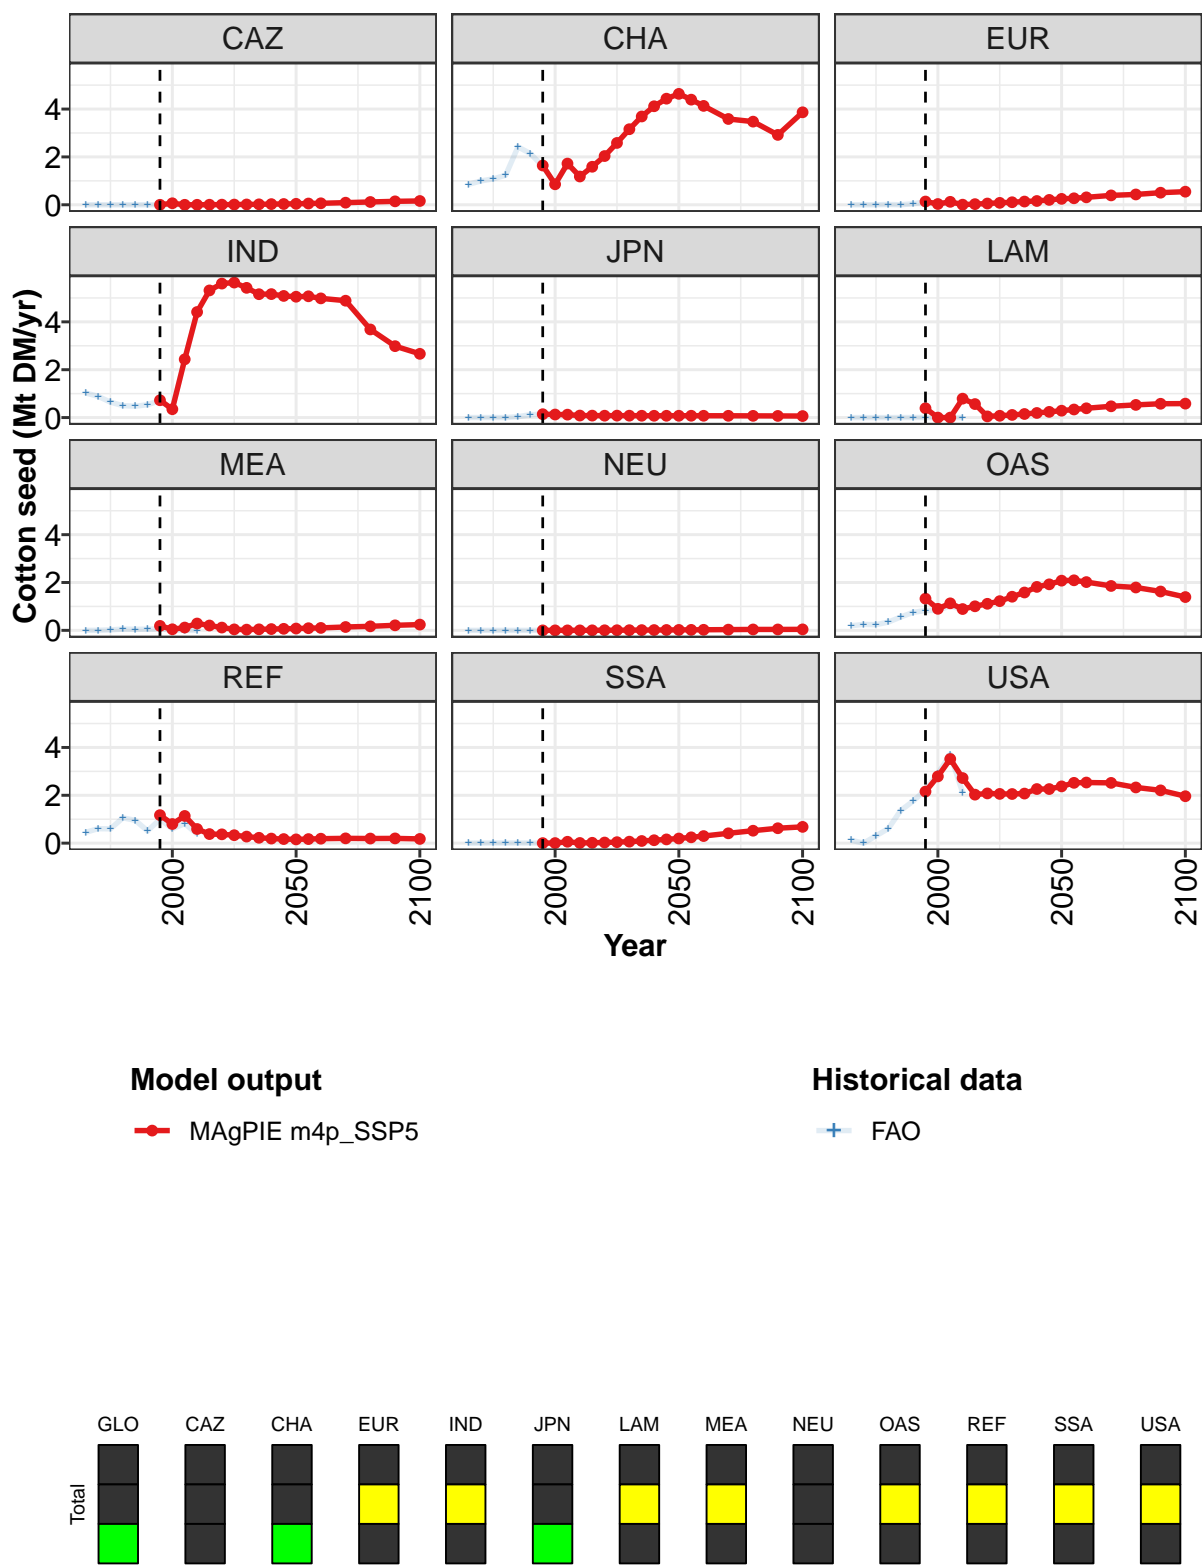 CAZ CHA EUR
4
2
0
IND JPN LAM
4
2
0
MEA NEU OAS
4
2
0
REF SSA USA
4
2
0
Cotton seed (Mt DM/yr)
2000 2050 2100 2000 2050 2100 2000 2050 2100
Year
Model output Historical data
MAgPIE m4p_SSP5 FAO
GLO CAZ CHA EUR IND JPN LAM MEA NEU OAS REF SSA USA
Total